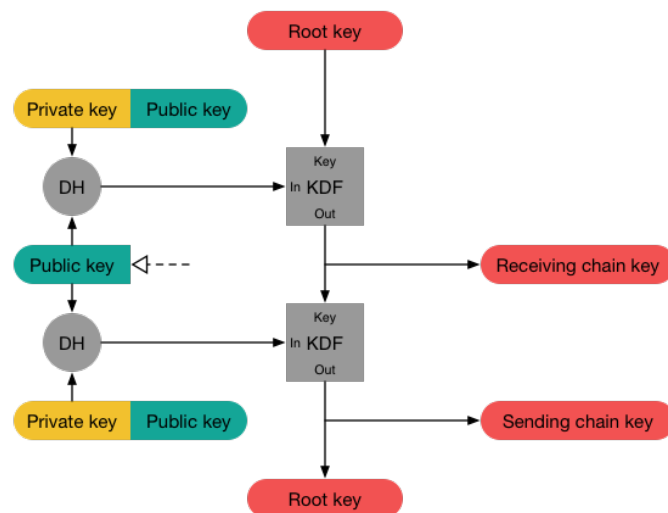 Root key
Private key Public key
Key
DH
In KDF
Out
Public key
Receiving chain key
Key
DH
In KDF
Out
Private key Public key
Sending chain key
Root key